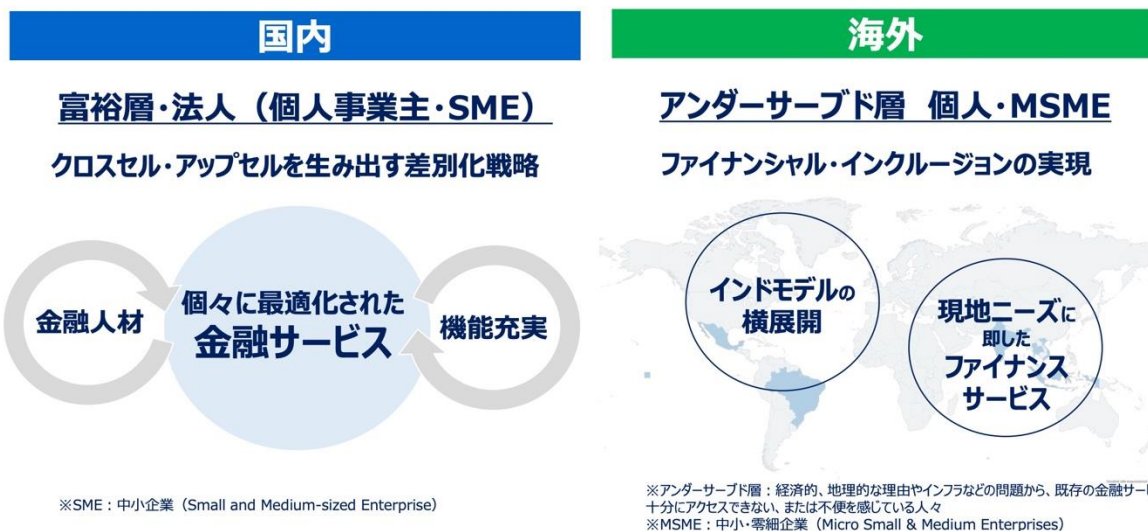 国内
富裕層・法人（個人事業主・SME）
クロスセル・アップセルを生み出す差別化戦略
金融人材
個々に最適化された
金融サービス
機能充実
※SME：中小企業（Small and Medium-sized Enterprise）
海外
アンダーサーブド層 個人・MSME
ファイナンシャル・インクルージョンの実現
インドモデルの
横展開
現地ニーズに
即した
ファイナンス
サービス
※アンダーサーブド層：経済的、地理的な理由やインフラなどの問題から、既存の金融サービ
十分にアクセスできない、または不便を感じている人々
※MSME：中小・零細企業（Micro Small & Medium Enterprises）